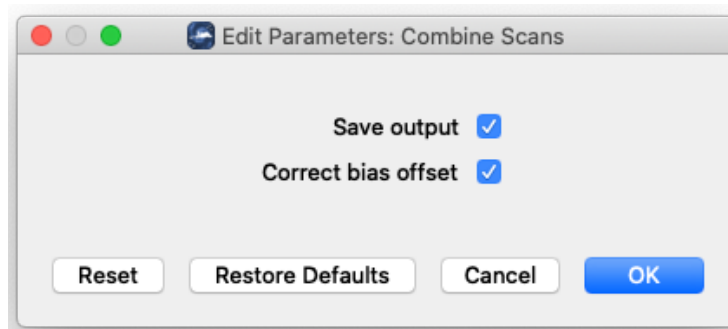 Edit Parameters: Combine Scans
Save output
Correct bias offset
Reset Restore Defaults Cancel OK